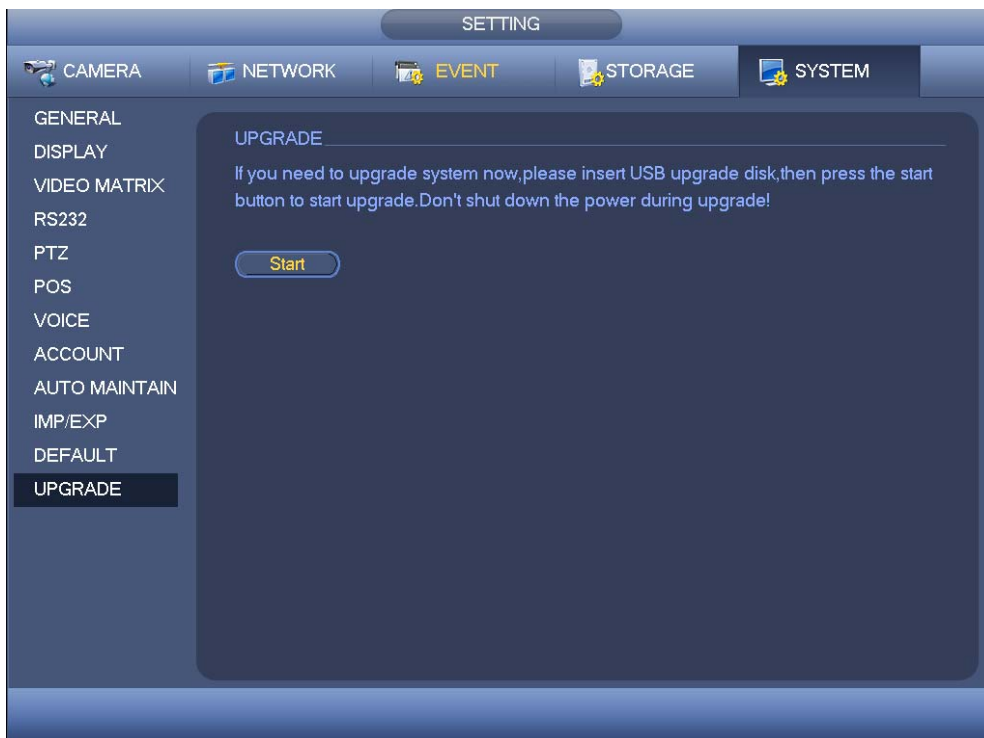 SETTING
CAMERA NETWORK EVENT STORAGE SYSTEM
GENERAL
DISPLAY
VIDEO MATRIX
RS232
PTZ
POS
VOICE
ACCOUNT
AUTO MAINTAIN
IMP/EXP
DEFAULT
UPGRADE
UPGRADE
If you need to upgrade system now,please insert USB upgrade disk,then press the start
button to start upgrade.Don't shut down the power during upgrade!
Start